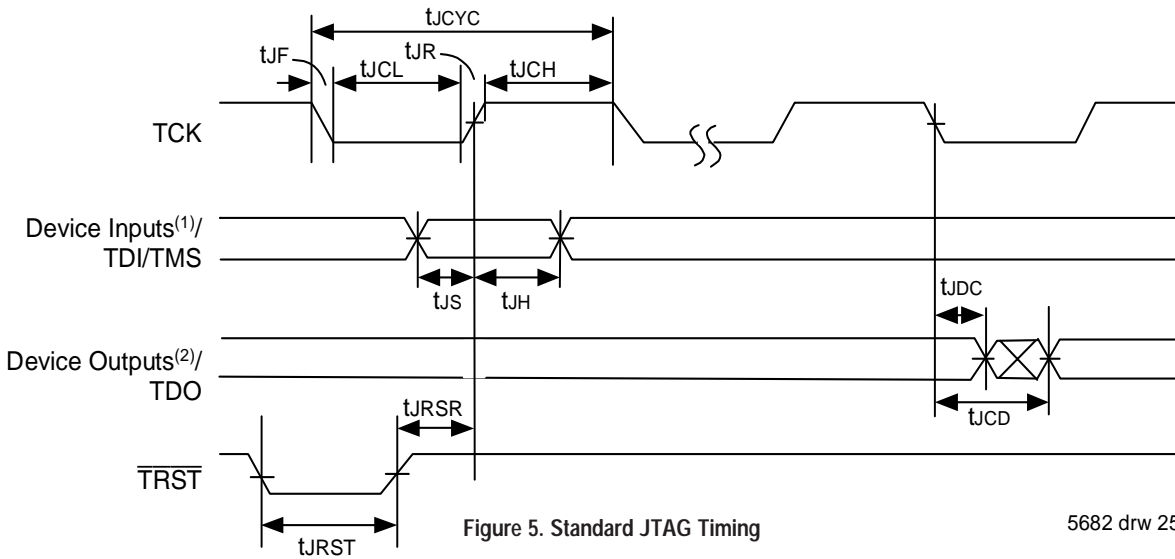 tJCYC
tJF
tJCL
tJR
tJCH
TCK
Device Inputs(1)/
TDI/TMS
tJS
tJH
tJDC
Device Outputs(2)/
TDO
tJCD
tJRSR
TRST
tJRST
Figure 5. Standard JTAG Timing
5682 drw 25